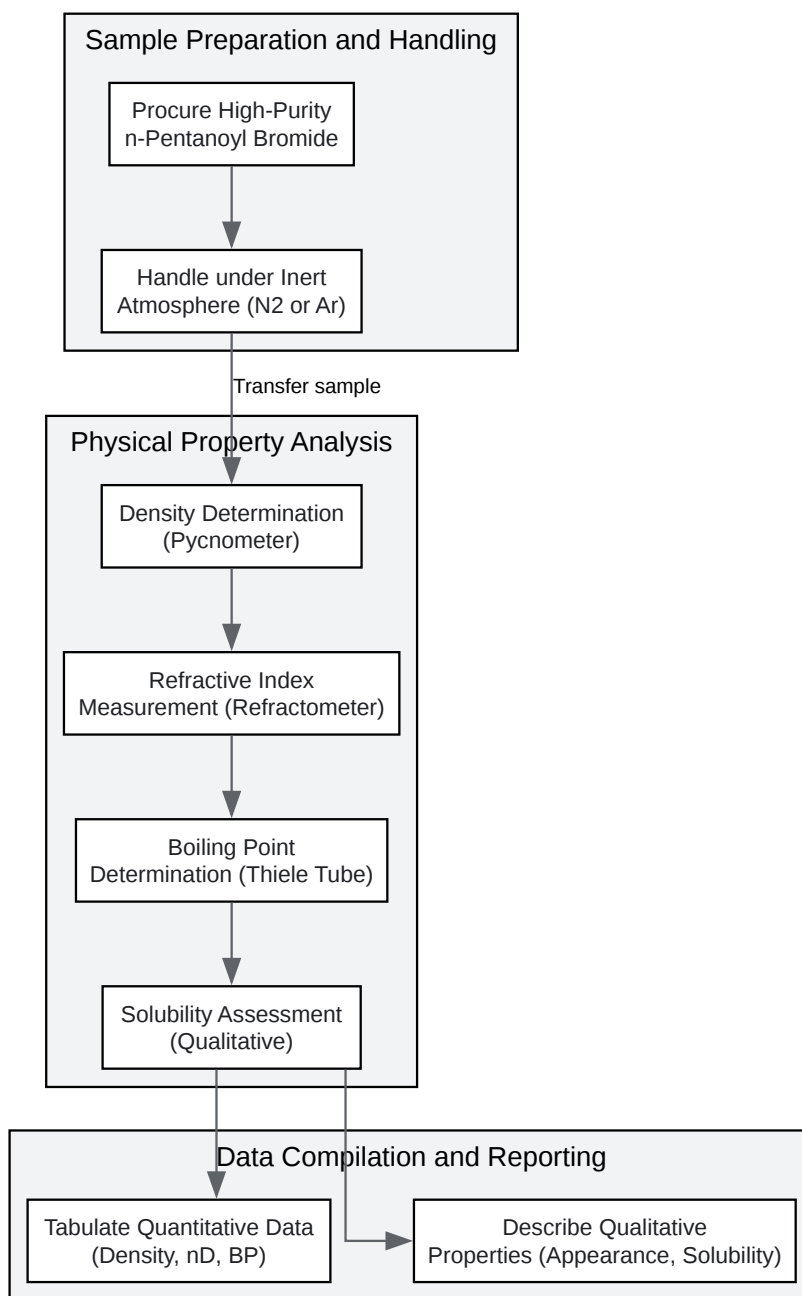 Sample Preparation and Handling
Procure High-Purity
n-Pentanoyl Bromide
Handle under Inert
Atmosphere (N2 or Ar)
Transfer sample
Physical Property Analysis
Density Determination
(Pycnometer)
Refractive Index
Measurement (Refractometer)
Boiling Point
Determination (Thiele Tube)
Solubility Assessment
(Qualitative)
Data Compilation and Reporting
Tabulate Quantitative Data
(Density, nD, BP)
Describe Qualitative
Properties (Appearance, Solubility)